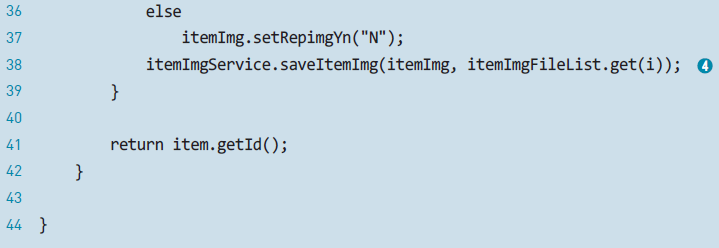 36 else
37 itemImg.setRepimgYn("N");
38 itemImgService.saveItemImg(itemImg, itemImgFileList.get(i)); ❹
39 }
40
41 return item.getId();
42 }
43
44 }